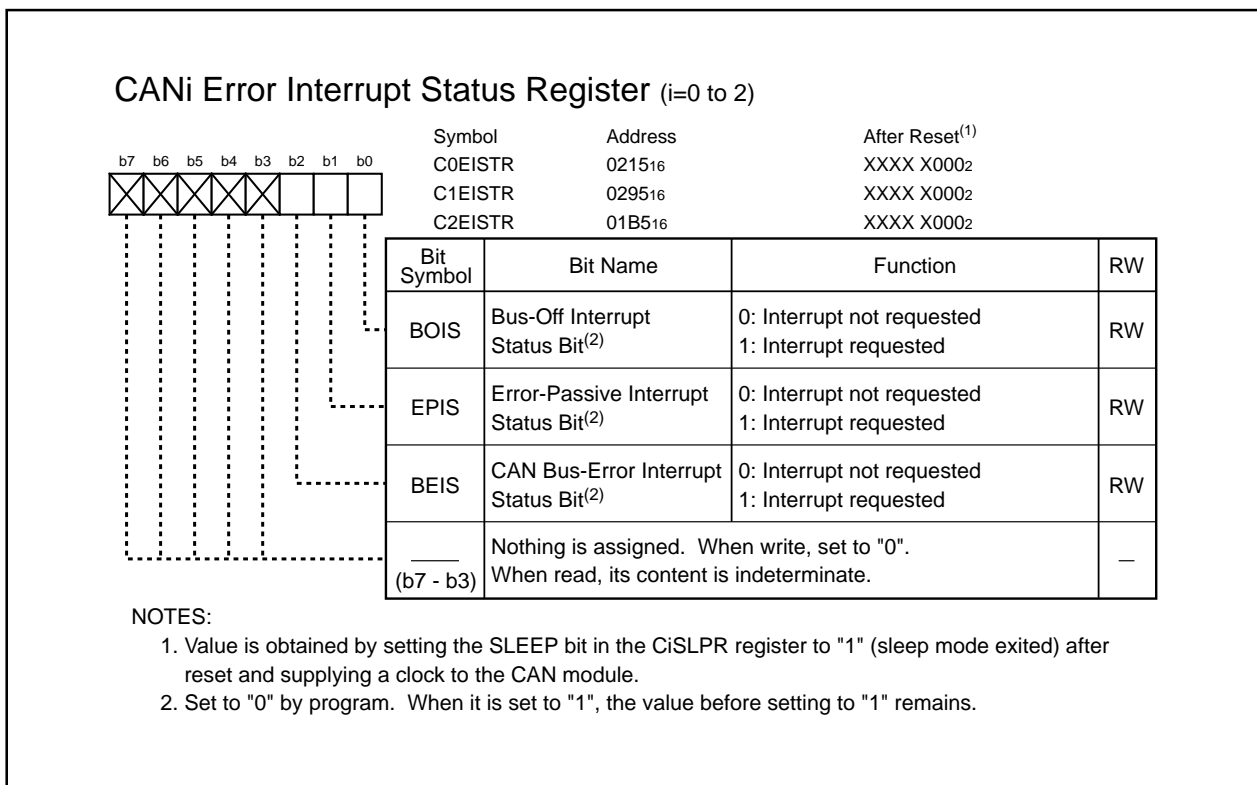 CANi Error Interrupt Status Register (i=0 to 2)
Symbol Address After Reset(1)
C0EISTR 021516 XXXX X0002
C1EISTR 029516 XXXX X0002
C2EISTR 01B516 XXXX X0002
b7 b6 b5 b4 b3 b2 b1 b0
Bit Symbol Bit Name Function RW
BOIS Bus-Off Interrupt Status Bit(2) 0: Interrupt not requested 1: Interrupt requested RW
EPIS Error-Passive Interrupt Status Bit(2) 0: Interrupt not requested 1: Interrupt requested RW
BEIS CAN Bus-Error Interrupt Status Bit(2) 0: Interrupt not requested 1: Interrupt requested RW
(b7 - b3) Nothing is assigned. When write, set to "0". When read, its content is indeterminate. —
NOTES:
1. Value is obtained by setting the SLEEP bit in the CiSLPR register to "1" (sleep mode exited) after
reset and supplying a clock to the CAN module.
2. Set to "0" by program. When it is set to "1", the value before setting to "1" remains.